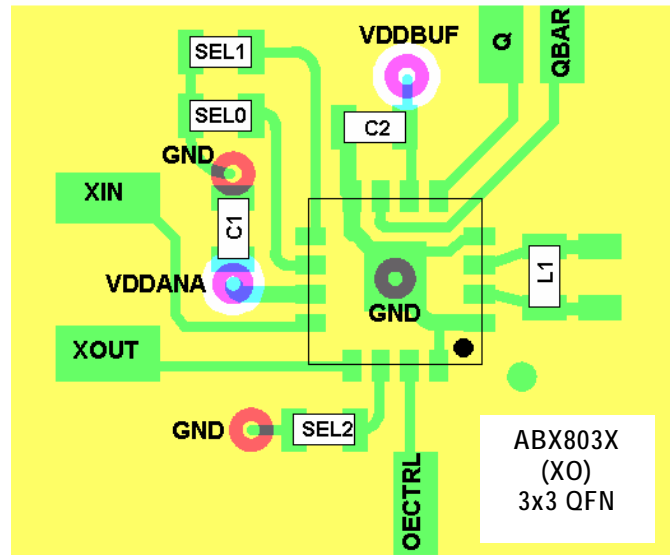 SEL1
VDDBUF
Q
QBAR
SEL0
C2
GND
XIN
C1
L1
VDDANA
GND
XOUT
GND
SEL2
OECTRL
ABX803X
(XO)
3x3 QFN